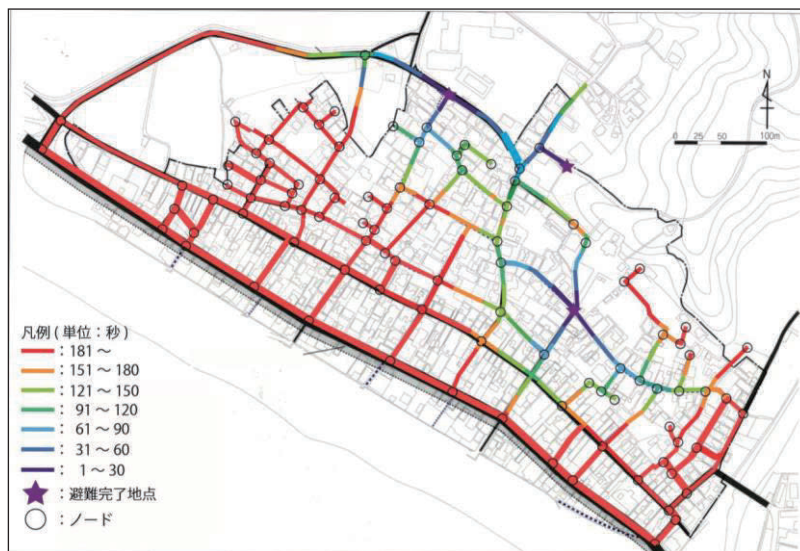 N
0 25 50 100m
凡例(単位:秒)
:181～
:151～180
:121～150
: 91～120
: 61～90
: 31～60
: 1～30
:避難完了地点
:ノード